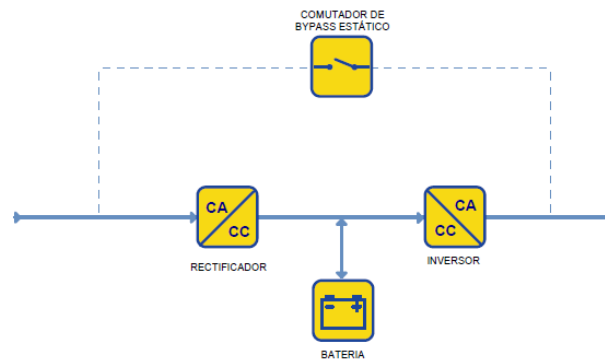 COMUTADOR DE
BYPASS ESTÁTICO
CA
CC
CA
CC
RECTIFICADOR
INVERSOR
BATERIA